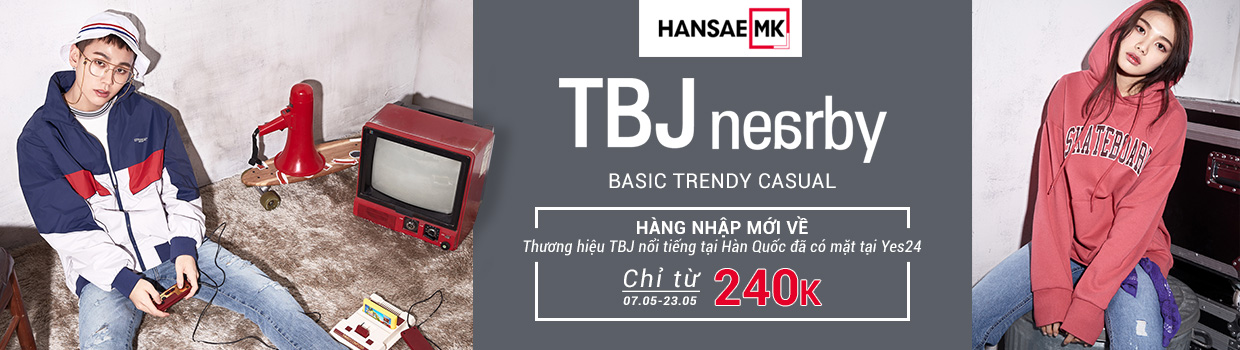 HANSAE MK
TBJ nearby
BASIC TRENDY CASUAL
HÀNG NHẬP MỚI VỀ
Thương hiệu TBJ nổi tiếng tại Hàn Quốc đã có mặt tại Yes24
Chỉ từ
07.05-23.05
240K
SKATEBOARD